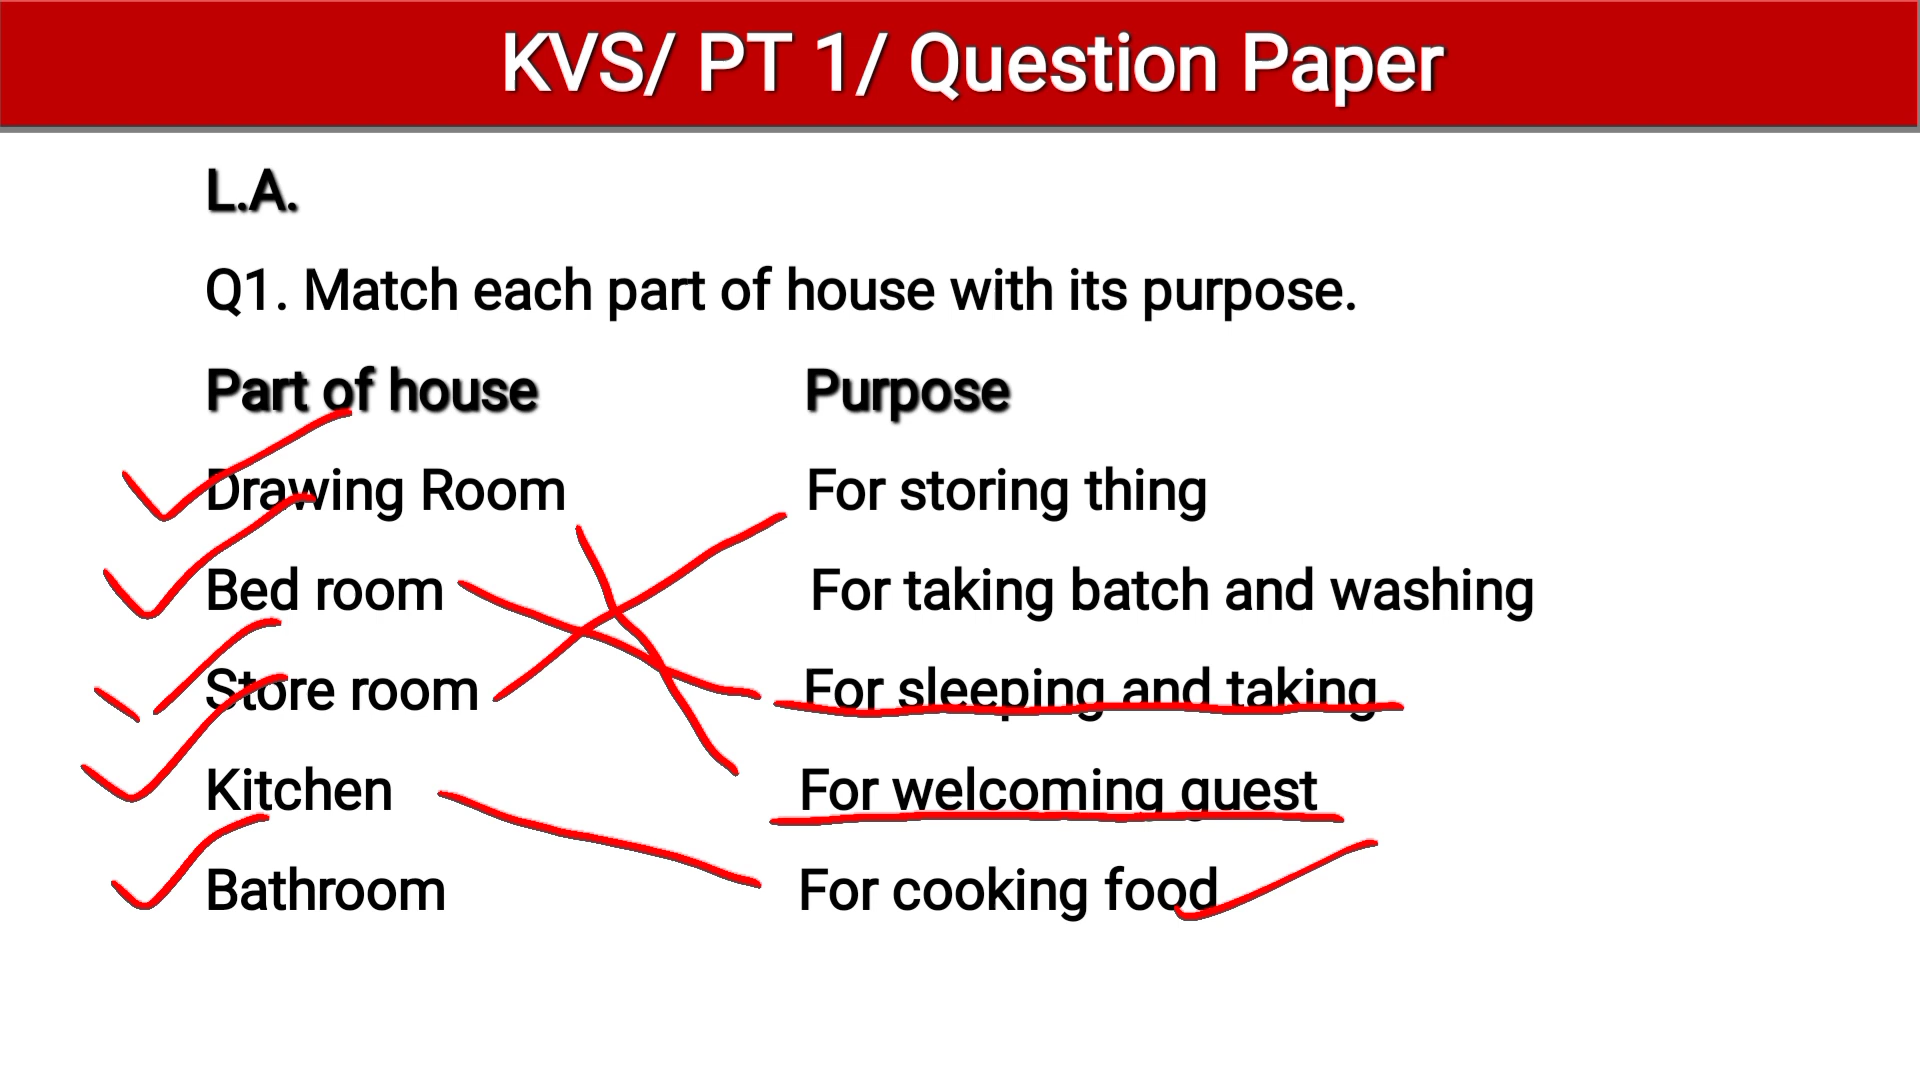 KVS/ PT 1/ Question Paper
L.A.
Q1. Match each part of house with its purpose.
Part of house Purpose
Drawing Room For storing thing
Bed room For taking batch and washing
Store room For sleeping and taking
Kitchen For welcoming guest
Bathroom For cooking food